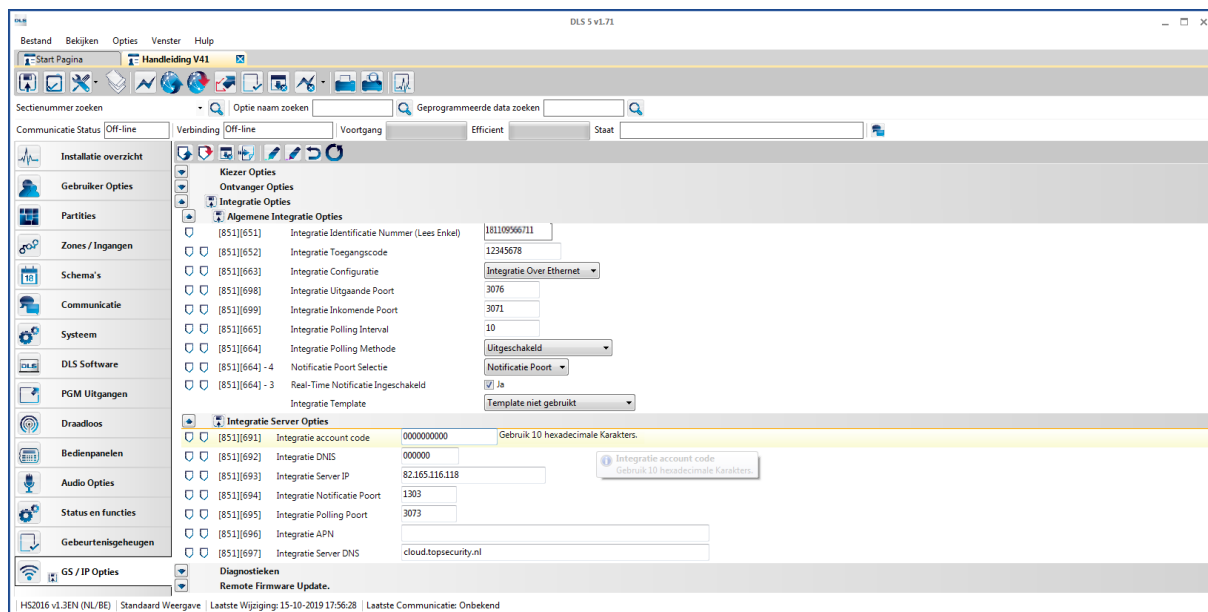 DLS
DLS 5 v1.71
Bestand Bekijken Opties Venster Hulp
Start Pagina Handleiding V41
Sectienummer zoeken Optie naam zoeken Geprogrammeerde data zoeken
Communicatie Status Off-line Verbinding Off-line Voortgang Efficient Staat
Installatie overzicht
Gebruiker Opties
Partities
Zones / Ingangen
18 Schema's
Communicatie
Systeem
DLS DLS Software
PGM Uitgangen
Draadloos
Bedienpanelen
Audio Opties
Status en functies
Gebeurtenisgeheugen
GS / IP Opties
Kiezer Opties
Ontvanger Opties
Integratie Opties
Algemene Integratie Opties
[851][651] Integratie Identificatie Nummer (Lees Enkel) 181109566711
[851][652] Integratie Toegangscode 12345678
[851][663] Integratie Configuratie Integratie Over Ethernet
[851][698] Integratie Uitgaande Poort 3076
[851][699] Integratie Inkomende Poort 3071
[851][665] Integratie Polling Interval 10
[851][664] Integratie Polling Methode Uitgeschakeld
[851][664] - 4 Notificatie Poort Selectie Notificatie Poort
[851][664] - 3 Real-Time Notificatie Ingeschakeld Ja
Integratie Template Template niet gebruikt
Integratie Server Opties
[851][691] Integratie account code 0000000000 Gebruik 10 hexadecimale Karakters.
[851][692] Integratie DNIS 000000
Integratie account code
Gebruik 10 hexadecimale Karakters.
[851][693] Integratie Server IP 82.165.116.118
[851][694] Integratie Notificatie Poort 1303
[851][695] Integratie Polling Poort 3073
[851][696] Integratie APN
[851][697] Integratie Server DNS cloud.topsecurity.nl
Diagnostieken
Remote Firmware Update.
HS2016 v1.3EN (NL/BE) Standaard Weergave Laatste Wijziging: 15-10-2019 17:56:28 Laatste Communicatie: Onbekend